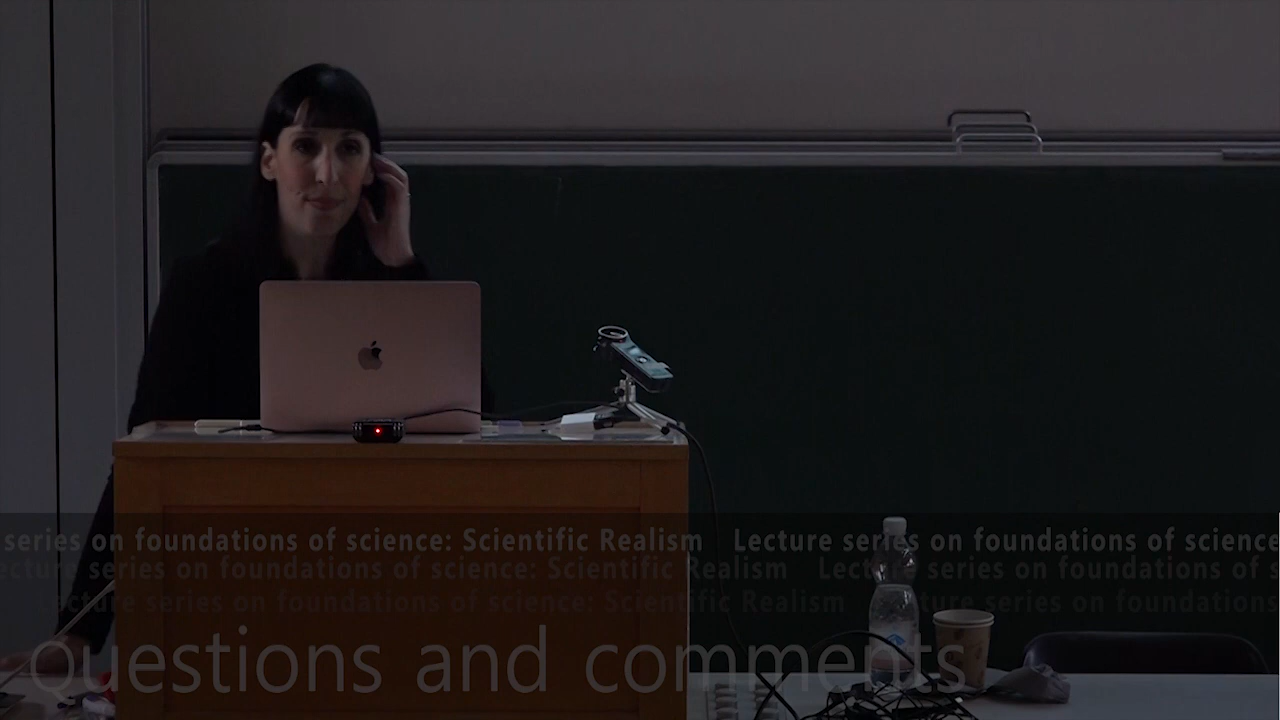 series on foundations of science: Scientific Realism Lecture series on foundations of science
ecture series on foundations of science: Scientific Realism Lecture series on foundations of s
Lecture series on foundations of science: Scientific Realism Lecture series on foundations
Questions and comments